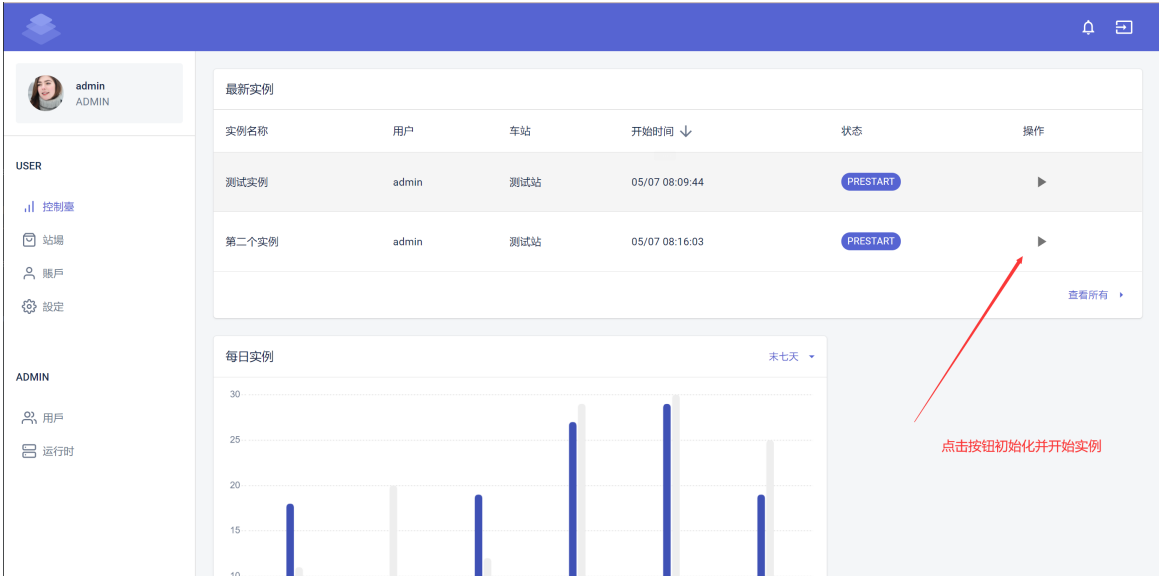 admin
ADMIN
USER
控制臺
站場
賬戶
設定
ADMIN
用戶
运行时
最新实例
实例名称 用户 车站 开始时间 状态 操作
测试实例 admin 测试站 05/07 08:09:44 PRESTART
第二个实例 admin 测试站 05/07 08:16:03 PRESTART
查看所有
每日实例 末七天
30
25
20
15
10
点击按钮初始化并开始实例